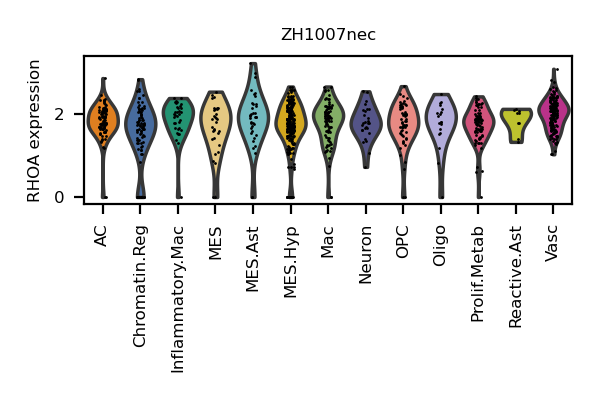 ZH1007nec
RHOA expression
2
0
AC
Chromatin.Reg
Inflammatory.Mac
MES
MES.Ast
MES.Hyp
Mac
Neuron
OPC
Oligo
Prolif.Metab
Reactive.Ast
Vasc